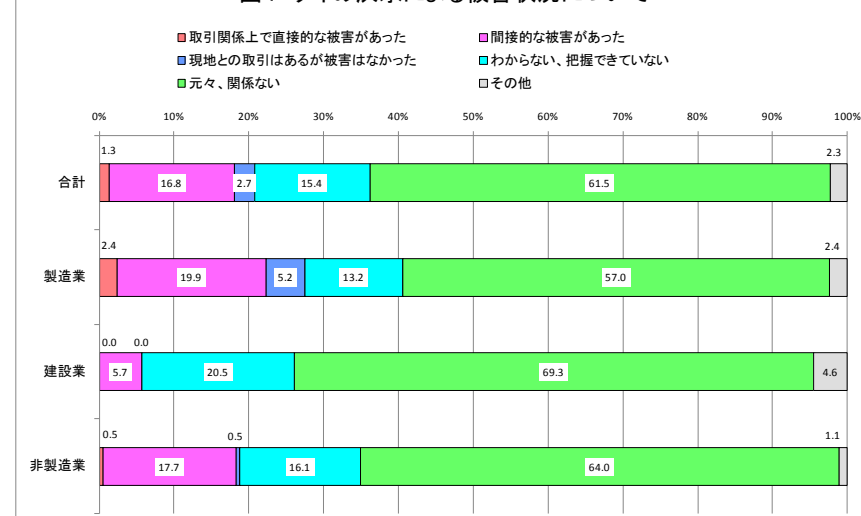 取引関係上で直接的な被害があった 間接的な被害があった
現地との取引はあるが被害はなかった わからない、把握できていない
元々、関係ない その他
0% 10% 20% 30% 40% 50% 60% 70% 80% 90% 100%
1.3 2.3
合計 16.8 2.7 15.4 61.5
2.4 2.4
製造業 19.9 5.2 13.2 57.0
0.0 0.0
建設業 5.7 20.5 69.3 4.6
0.5 0.5 1.1
非製造業 17.7 16.1 64.0